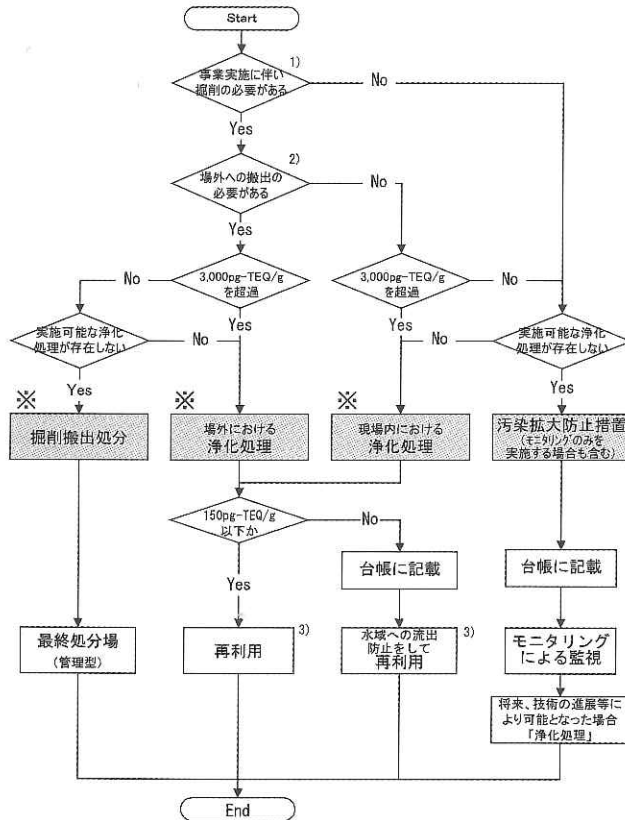 Start
事業実施に伴い
掘削の必要がある
1)
No
Yes
場外への搬出の
必要がある
2)
No
Yes
3,000pg-TEQ/g
を超過
No
Yes
3,000pg-TEQ/g
を超過
Yes
実施可能な浄化
処理が存在しない
No
Yes
No
実施可能な浄化
処理が存在しない
Yes
※
掘削搬出処分
※
場外における
浄化処理
※
現場内における
浄化処理
汚染拡大防止措置
(モニタリングのみを
実施する場合も含む)
150pg-TEQ/g
以下か
No
Yes
台帳に記載
台帳に記載
最終処分場
(管理型)
再利用
3)
水域への流出
防止をして
再利用
3)
モニタリング
による監視
将来、技術の進展等に
より可能となった場合
「浄化処理」
End